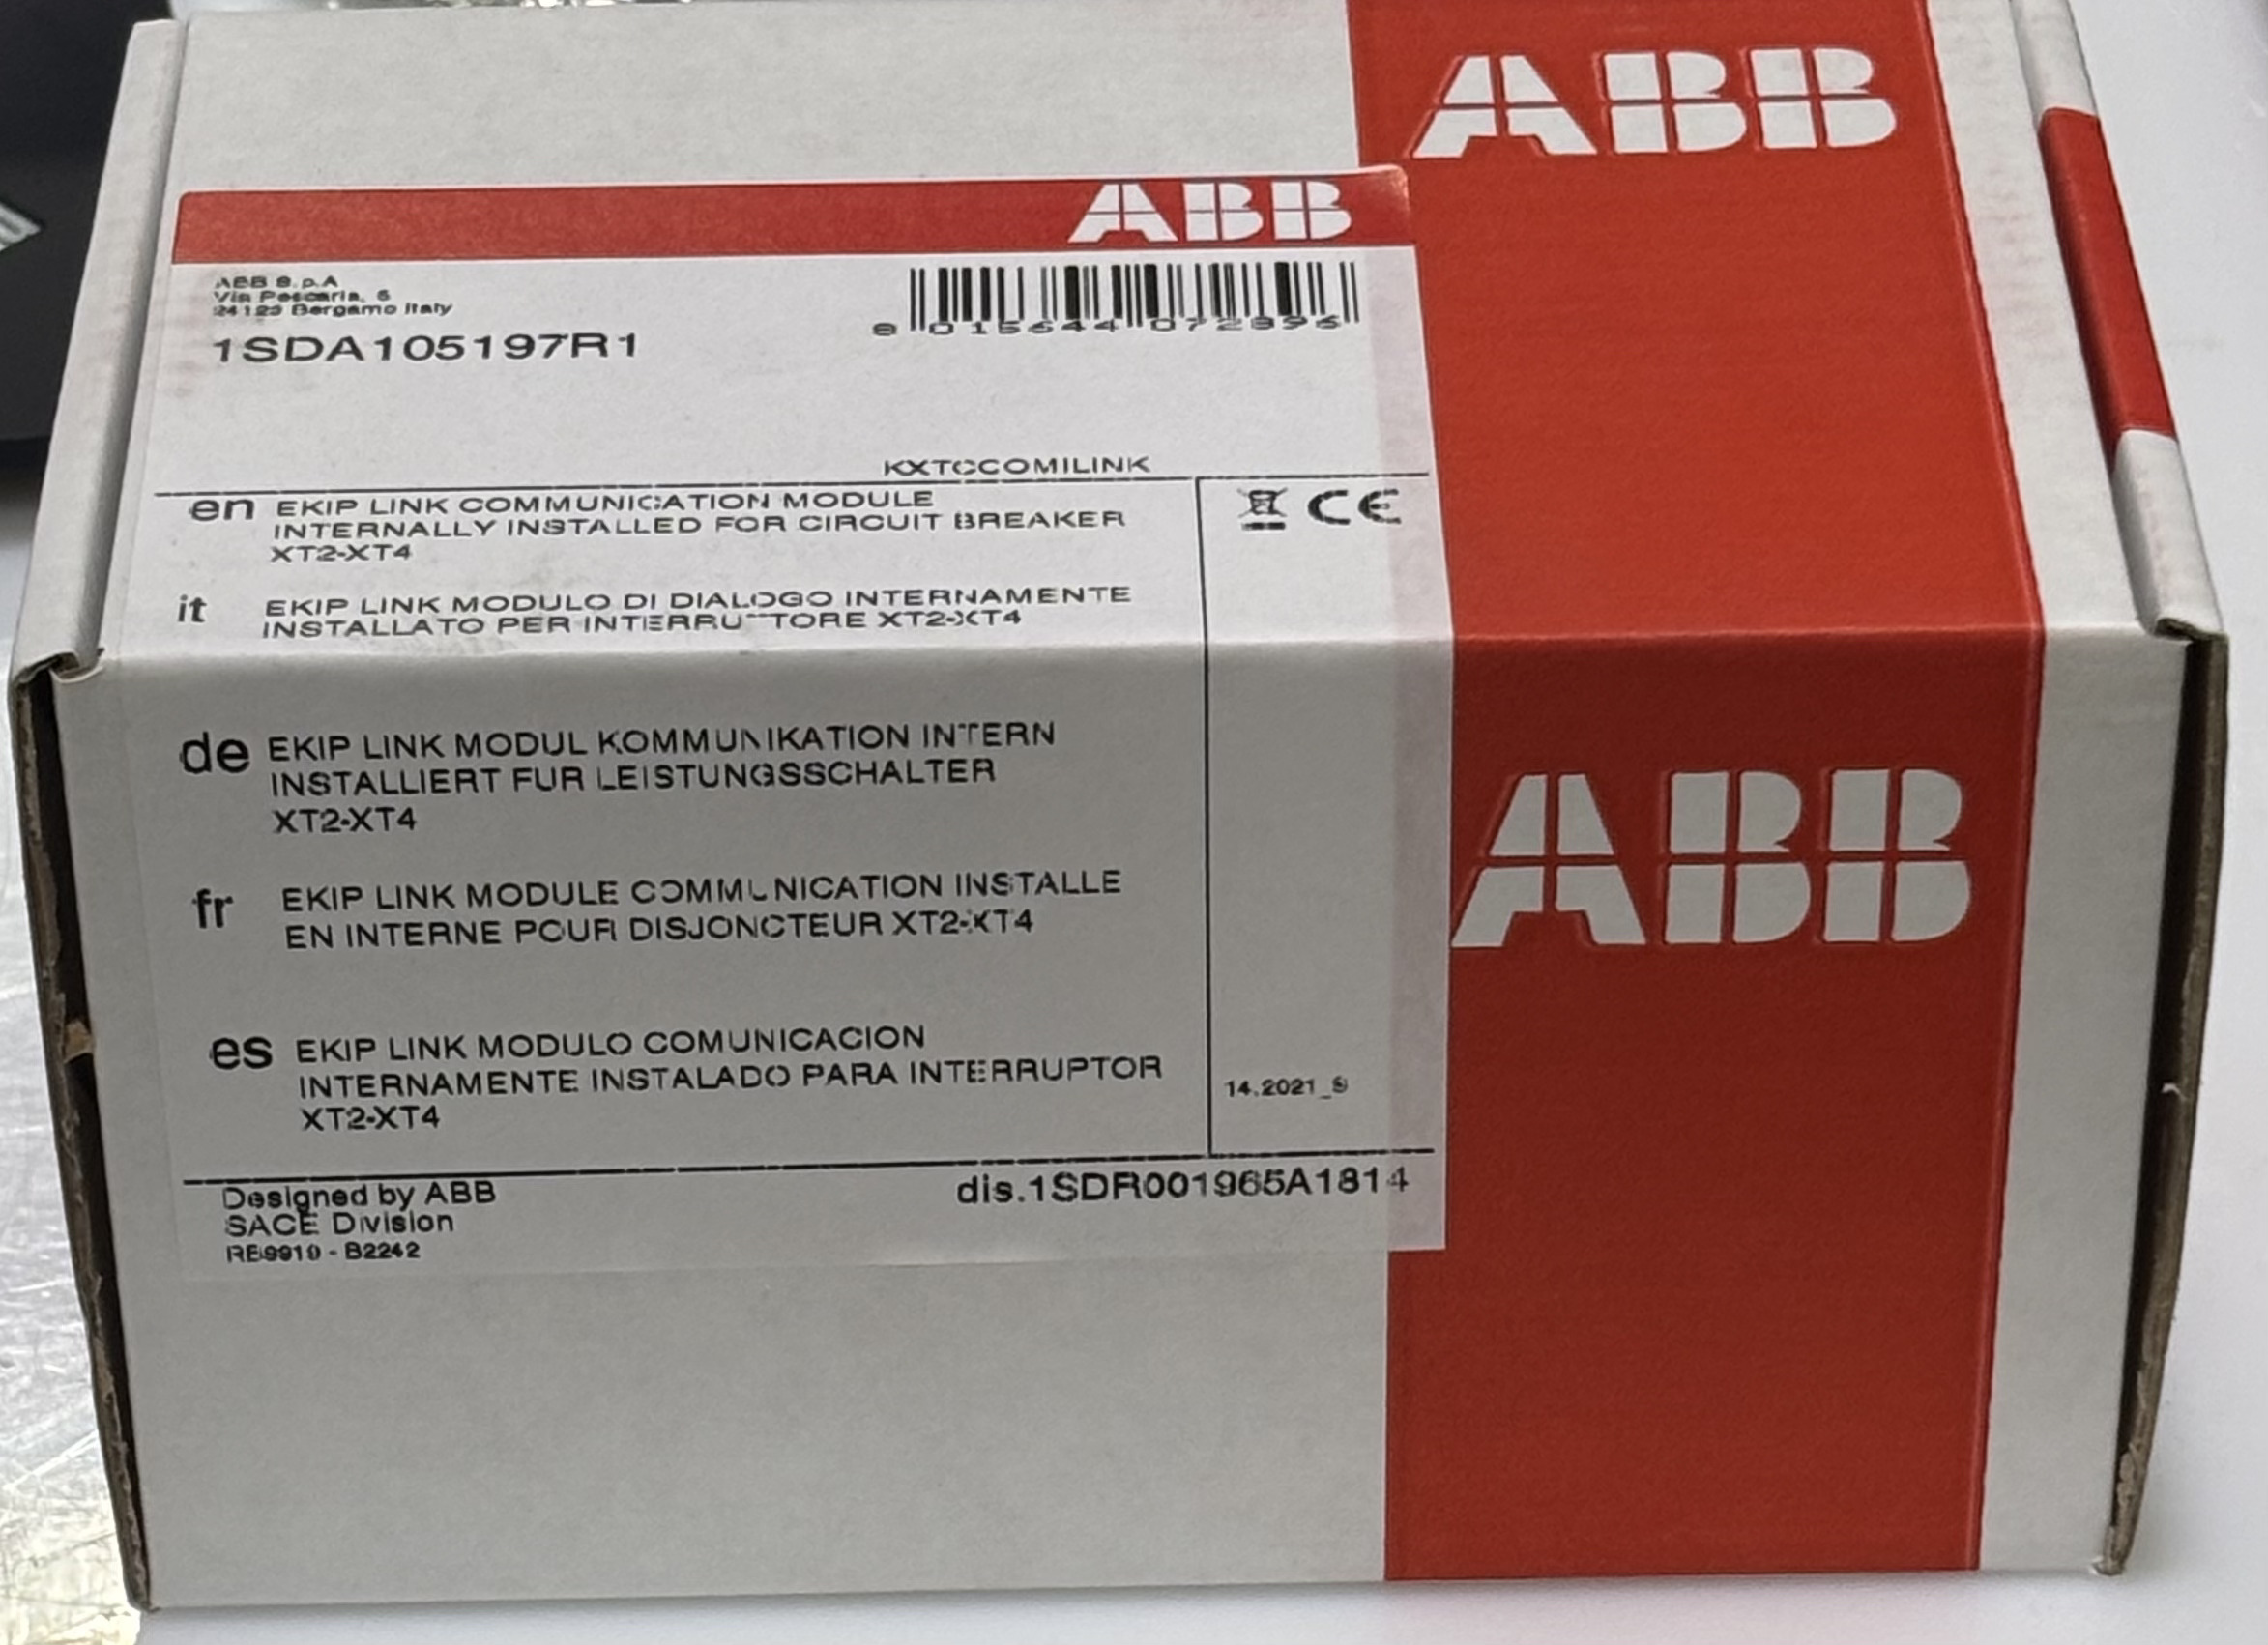 ABB
ABB
ABB S.p.A
Via Pescaria, 5
24123 Bergamo Italy
1SDA105197R1
8 015644 072896
KXTCCOMILINK
en EKIP LINK COMMUNICATION MODULE
INTERNALLY INSTALLED FOR CIRCUIT BREAKER
XT2-XT4
CE
it EKIP LINK MODULO DI DIALOGO INTERNAMENTE
INSTALLATO PER INTERRUTTORE XT2-XT4
de EKIP LINK MODUL KOMMUNIKATION INTERN
INSTALLIERT FUR LEISTUNGSSCHALTER
XT2-XT4
ABB
fr EKIP LINK MODULE COMMUNICATION INSTALLE
EN INTERNE POUR DISJONCTEUR XT2-XT4
es EKIP LINK MODULO COMUNICACION
INTERNAMENTE INSTALADO PARA INTERRUPTOR
XT2-XT4
14.2021_S
Designed by ABB
SACE Division
dis.1SDR001965A1814
RE9910 - B2242